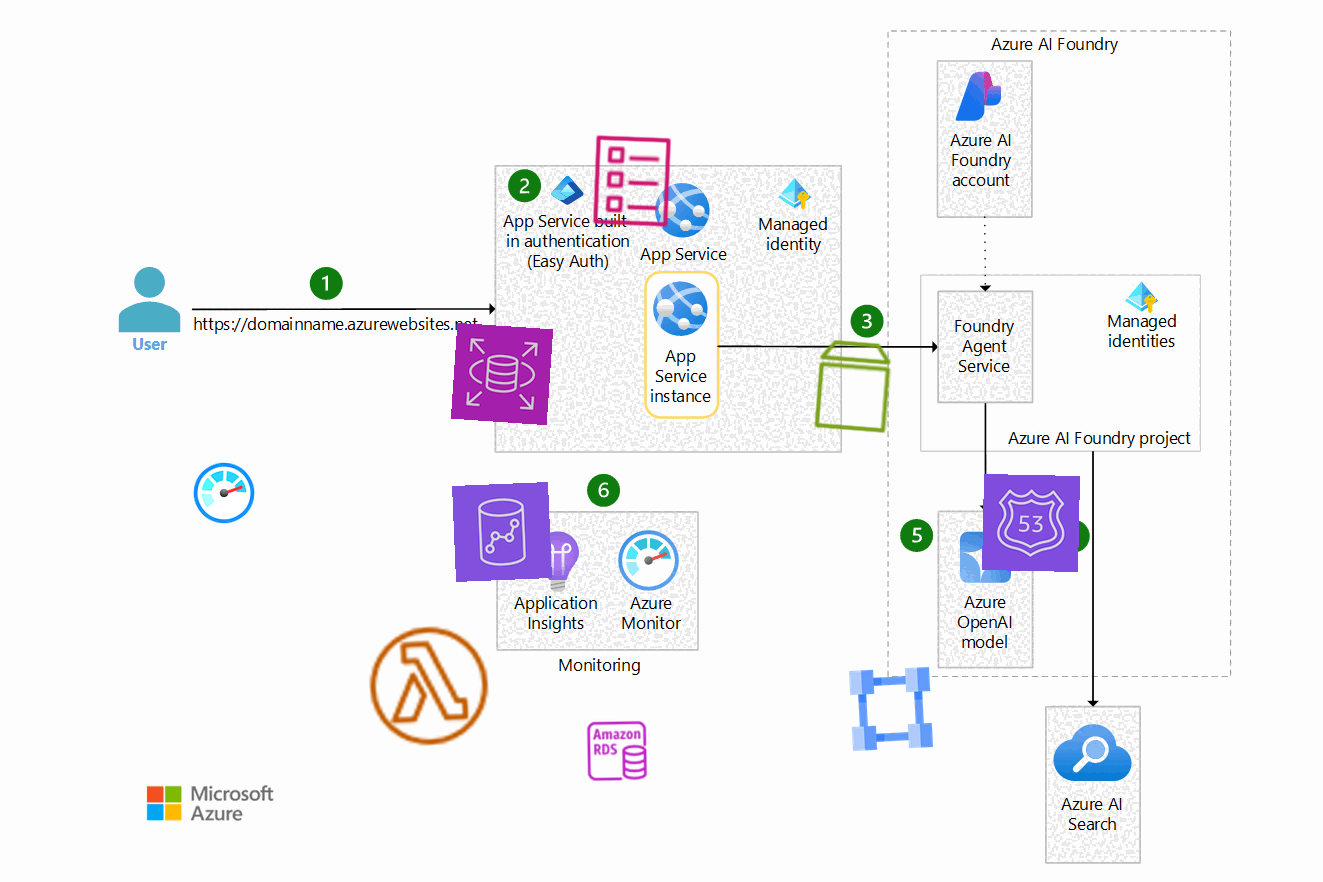 Azure AI Foundry
Azure AI
Foundry
account
2
App Service built
in authentication
(Easy Auth)
App Service
Managed
identity
1
https://domainname.azurewebsites.net
User
App
Service
instance
3
Foundry
Agent
Service
Managed
identities
Azure AI Foundry project
6
Application
Insights
Azure
Monitor
Monitoring
5
53
Azure
OpenAI
model
Amazon
RDS
Microsoft
Azure
Azure AI
Search